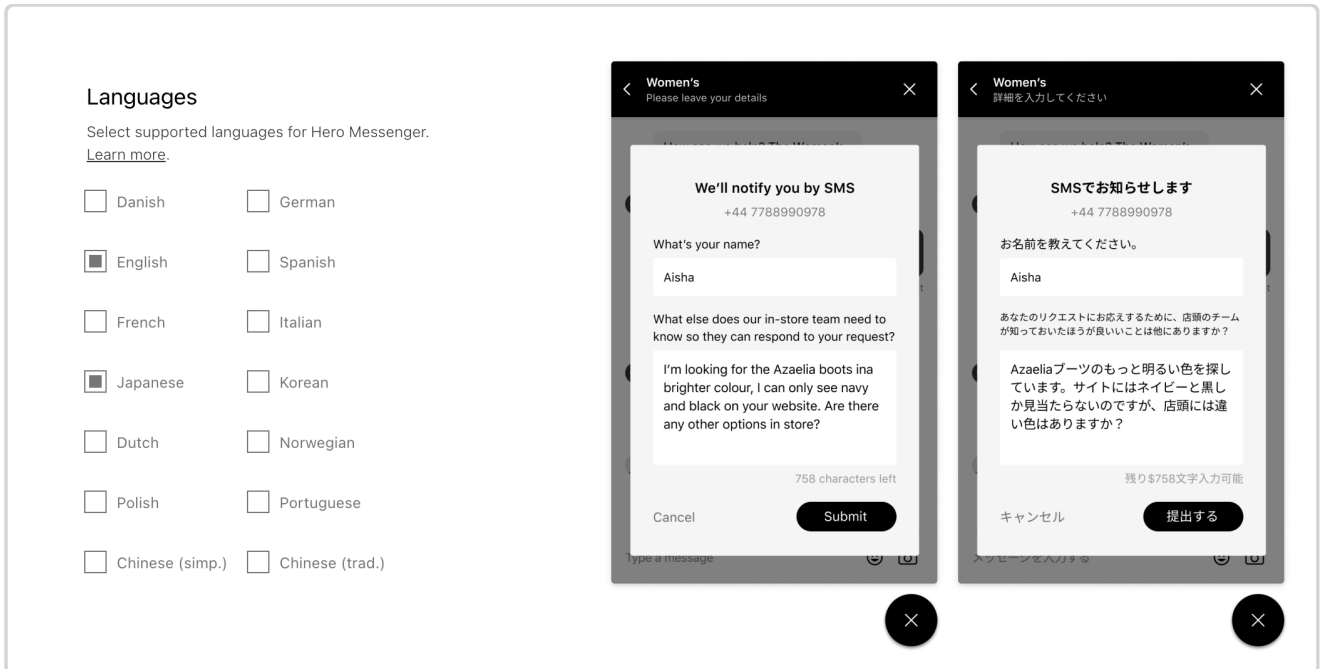 Languages
Select supported languages for Hero Messenger.
Learn more.
Danish
German
English
Spanish
French
Italian
Japanese
Korean
Dutch
Norwegian
Polish
Portuguese
Chinese (simp.)
Chinese (trad.)
Women's
Please leave your details
We'll notify you by SMS
+44 7788990978
What's your name?
Aisha
What else does our in-store team need to
know so they can respond to your request?
I'm looking for the Azaelia boots ina
brighter colour, I can only see navy
and black on your website. Are there
any other options in store?
758 characters left
Cancel
Submit
Type a message
Women's
詳細を入力してください
SMSでお知らせします
+44 7788990978
お名前を教えてください。
Aisha
あなたのリクエストにお応えするために、店頭のチーム
が知っておいたほうが良いいことは他にありますか？
Azaeliaブーツのもっと明るい色を探し
ています。サイトにはネイビーと黒し
か見当たらないのですが、店頭には違
い色はありますか？
残り$758文字入力可能
キャンセル
提出する
メッセージを入力する